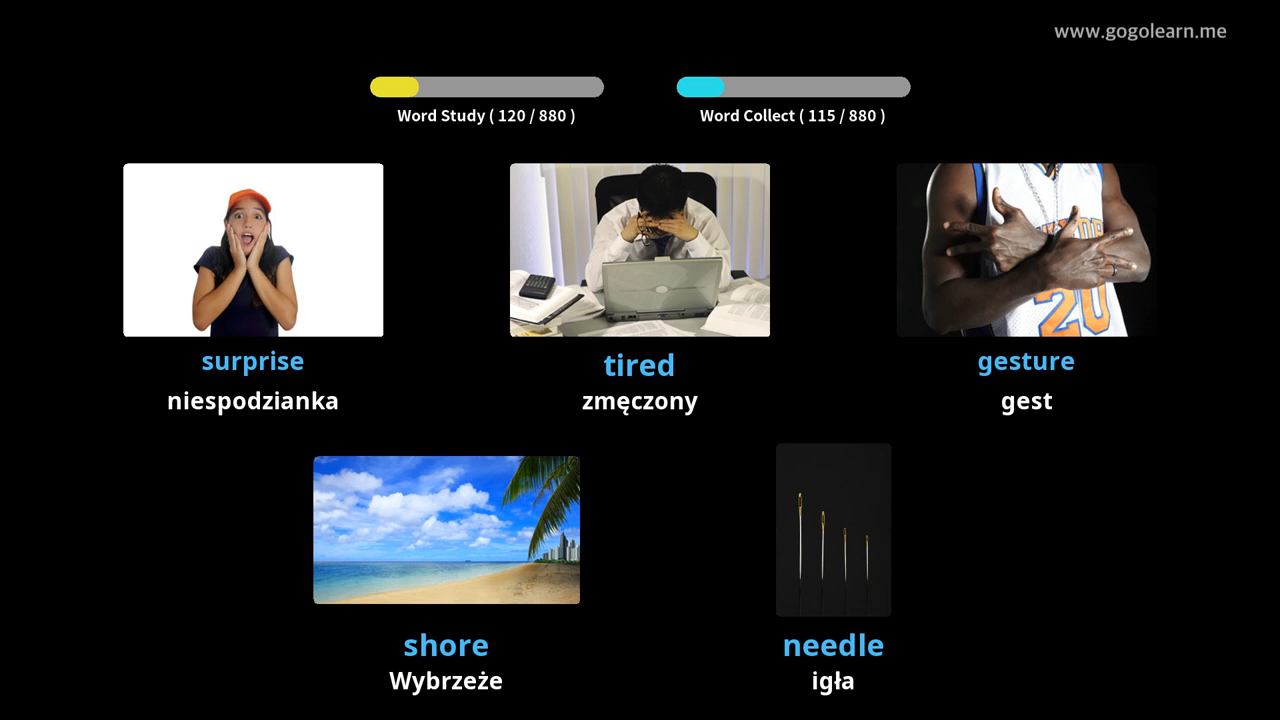 www.gogolearn.me
Word Study ( 120 / 880 )
Word Collect ( 115 / 880 )
20
surprise
tired
gesture
niespodzianka
zmęczony
gest
shore
needle
Wybrzeże
igła